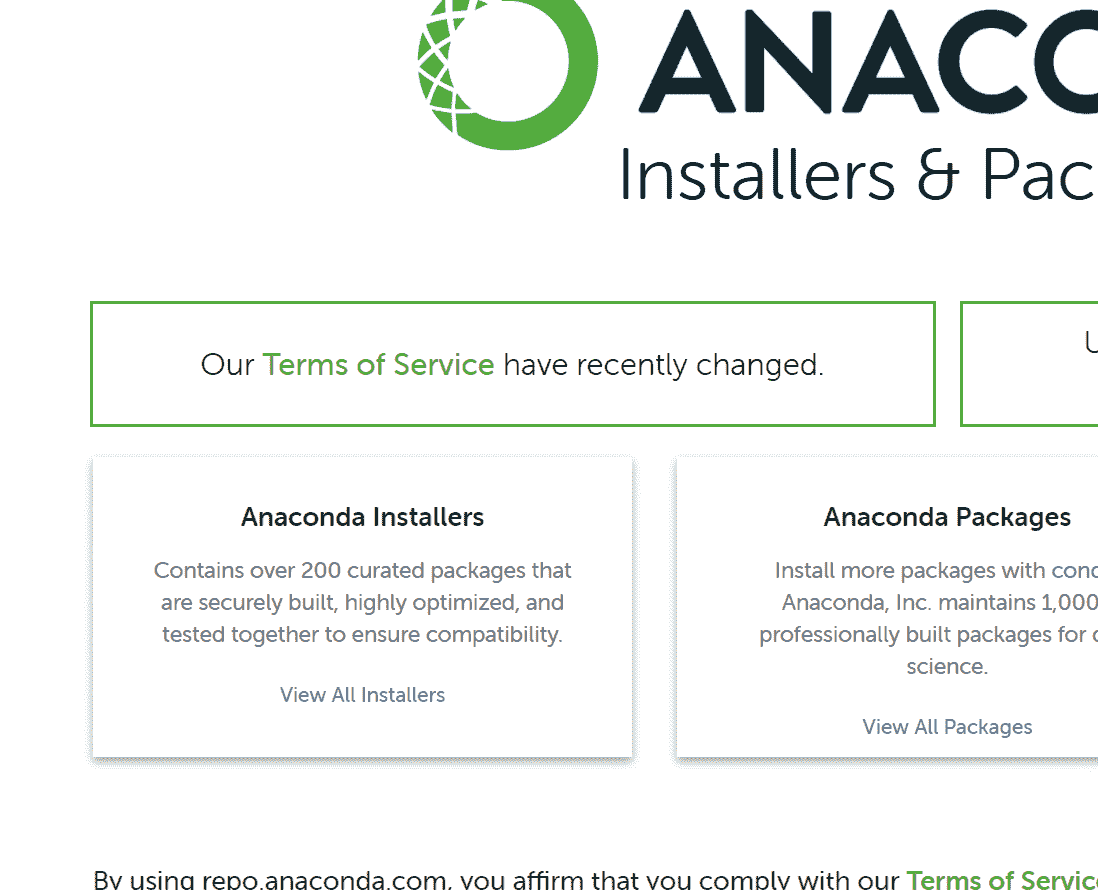 ANACO
Installers & Pac
Our Terms of Service have recently changed.
Anaconda Installers
Contains over 200 curated packages that
are securely built, highly optimized, and
tested together to ensure compatibility.
View All Installers
Anaconda Packages
Install more packages with conc
Anaconda, Inc. maintains 1,000
professionally built packages for
science.
View All Packages
By using repo.anaconda.com, you affirm that you comply with our Terms of Service